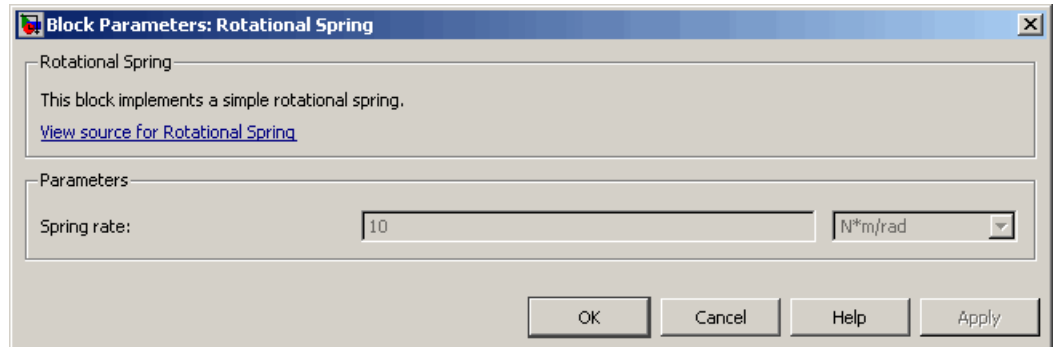 Block Parameters: Rotational Spring
Rotational Spring
This block implements a simple rotational spring.
View source for Rotational Spring
Parameters
Spring rate: 10 N*m/rad
OK Cancel Help Apply